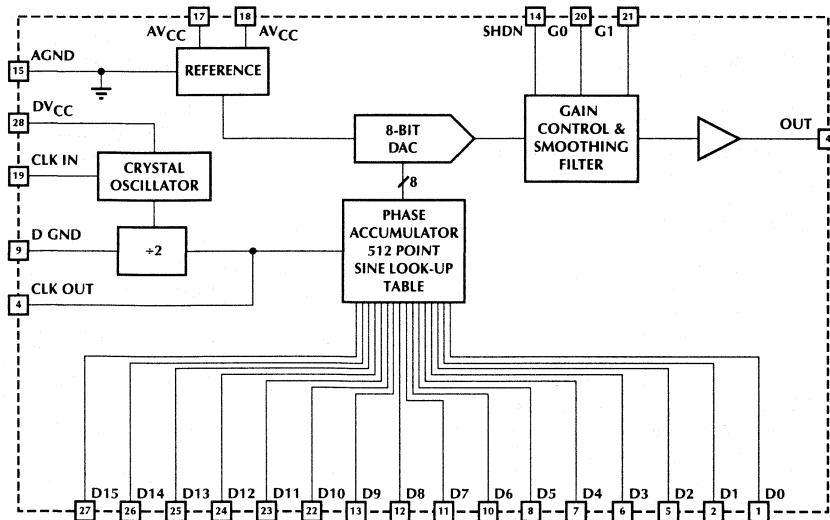 17
18
14
20
21
AVCC
AVCC
SHDN
G0
G1
15
AGND
REFERENCE
28
DVCC
8-BIT
DAC
GAIN
CONTROL &
SMOOTHING
FILTER
OUT
4
19
CLK IN
CRYSTAL
OSCILLATOR
8
PHASE
ACCUMULATOR
512 POINT
SINE LOOK-UP
TABLE
9
D GND
÷2
4
CLK OUT
D15
D14
D13
D12
D11
D10
D9
D8
D7
D6
D5
D4
D3
D2
D1
D0
27
26
25
24
23
22
13
12
11
10
8
7
6
5
2
1